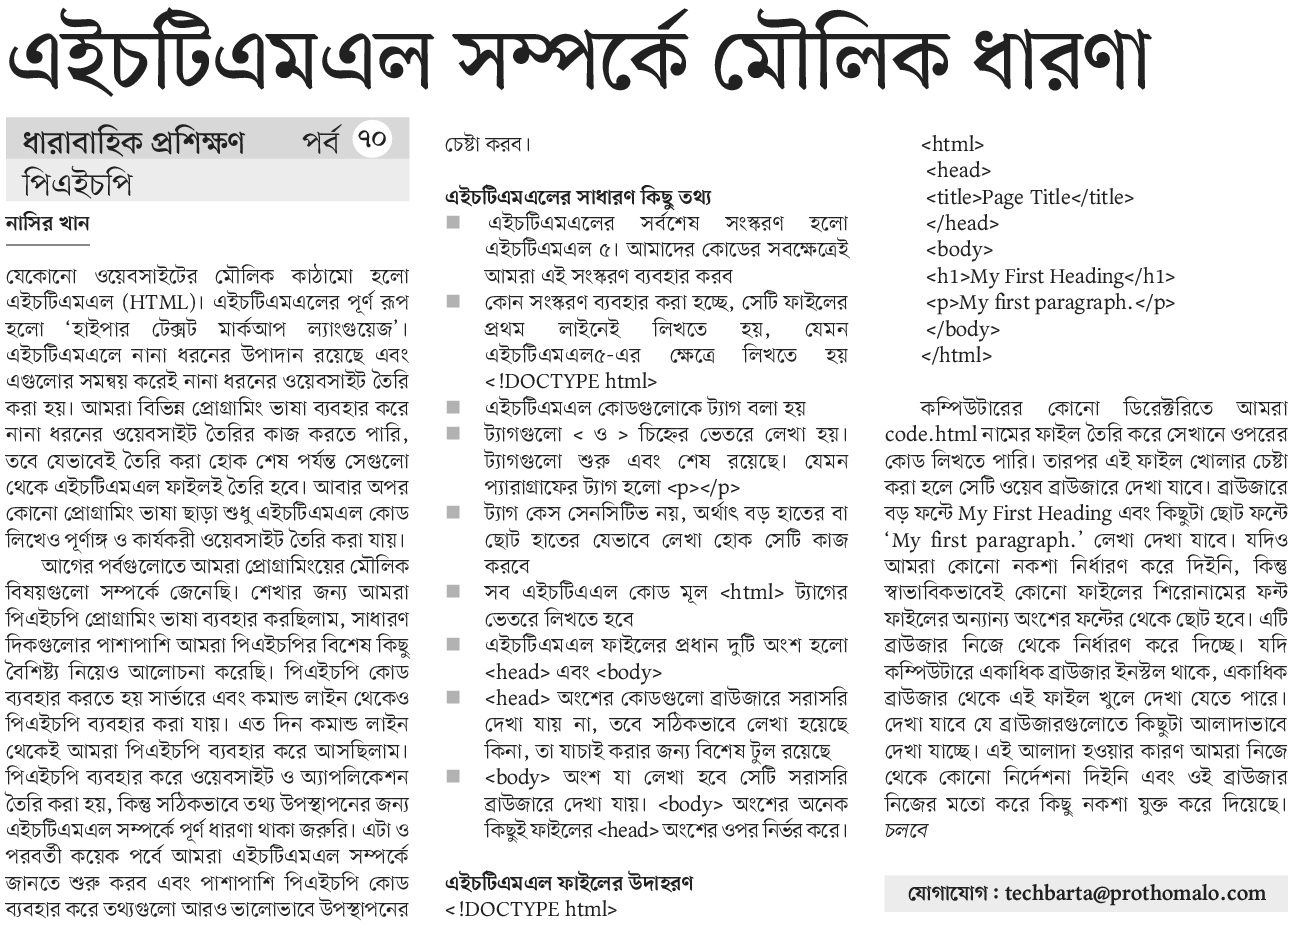 এইচটিএমএল সম্পর্কে মৌলিক ধারণা
ধারাবাহিক প্রশিক্ষণ পর্ব ৭০
পিএইচপি
নাসির খান
যেকোনো ওয়েবসাইটের মৌলিক কাঠামো হলো
এইচটিএমএল (HTML)। এইচটিএমএলের পূর্ণ রূপ
হলো ‘হাইপার টেক্সট মার্কআপ ল্যাংগুয়েজ’।
এইচটিএমএলে নানা ধরনের উপাদান রয়েছে এবং
এগুলোর সমন্বয় করেই নানা ধরনের ওয়েবসাইট তৈরি
করা হয়। আমরা বিভিন্ন প্রোগ্রামিং ভাষা ব্যবহার করে
নানা ধরনের ওয়েবসাইট তৈরির কাজ করতে পারি,
তবে যেভাবেই তৈরি করা হোক শেষ পর্যন্ত সেগুলো
থেকে এইচটিএমএল ফাইলই তৈরি হবে। আবার অপর
কোনো প্রোগ্রামিং ভাষা ছাড়া শুধু এইচটিএমএল কোড
লিখেও পূর্ণাঙ্গ ও কার্যকরী ওয়েবসাইট তৈরি করা যায়।
আগের পর্বগুলোতে আমরা প্রোগ্রামিংয়ের মৌলিক
বিষয়গুলো সম্পর্কে জেনেছি। শেখার জন্য আমরা
পিএইচপি প্রোগ্রামিং ভাষা ব্যবহার করছিলাম, সাধারণ
দিকগুলোর পাশাপাশি আমরা পিএইচপির বিশেষ কিছু
বৈশিষ্ট্য নিয়েও আলোচনা করেছি। পিএইচপি কোড
ব্যবহার করতে হয় সার্ভারে এবং কমান্ড লাইন থেকেও
পিএইচপি ব্যবহার করা যায়। এত দিন কমান্ড লাইন
থেকেই আমরা পিএইচপি ব্যবহার করে আসছিলাম।
পিএইচপি ব্যবহার করে ওয়েবসাইট ও অ্যাপলিকেশন
তৈরি করা হয়, কিন্তু সঠিকভাবে তথ্য উপস্থাপনের জন্য
এইচটিএমএল সম্পর্কে পূর্ণ ধারণা থাকা জরুরি। এটা ও
পরবর্তী কয়েক পর্বে আমরা এইচটিএমএল সম্পর্কে
জানতে শুরু করব এবং পাশাপাশি পিএইচপি কোড
ব্যবহার করে তথ্যগুলো আরও ভালোভাবে উপস্থাপনের
চেষ্টা করব।
এইচটিএমএলের সাধারণ কিছু তথ্য
■ এইচটিএমএলের সর্বশেষ সংস্করণ হলো
এইচটিএমএল ৫। আমাদের কোডের সবক্ষেত্রেই
আমরা এই সংস্করণ ব্যবহার করব
■ কোন সংস্করণ ব্যবহার করা হচ্ছে, সেটি ফাইলের
প্রথম লাইনেই লিখতে হয়, যেমন
এইচটিএমএল৫-এর ক্ষেত্রে লিখতে হয়
<!DOCTYPE html>
■ এইচটিএমএল কোডগুলোকে ট্যাগ বলা হয়
■ ট্যাগগুলো < ও > চিহ্নের ভেতরে লেখা হয়।
ট্যাগগুলো শুরু এবং শেষ রয়েছে। যেমন
প্যারাগ্রাফের ট্যাগ হলো <p></p>
■ ট্যাগ কেস সেনসিটিভ নয়, অর্থাৎ বড় হাতের বা
ছোট হাতের যেভাবে লেখা হোক সেটি কাজ
করবে
■ সব এইচটিএএল কোড মূল <html> ট্যাগের
ভেতরে লিখতে হবে
■ এইচটিএমএল ফাইলের প্রধান দুটি অংশ হলো
<head> এবং <body>
■ <head> অংশের কোডগুলো ব্রাউজারে সরাসরি
দেখা যায় না, তবে সঠিকভাবে লেখা হয়েছে
কিনা, তা যাচাই করার জন্য বিশেষ টুল রয়েছে
■ <body> অংশ যা লেখা হবে সেটি সরাসরি
ব্রাউজারে দেখা যায়। <body> অংশের অনেক
কিছুই ফাইলের <head> অংশের ওপর নির্ভর করে।
এইচটিএমএল ফাইলের উদাহরণ
<!DOCTYPE html>
<html>
<head>
<title>Page Title</title>
</head>
<body>
<h1>My First Heading</h1>
<p>My first paragraph.</p>
</body>
</html>
কম্পিউটারের কোনো ডিরেক্টরিতে আমরা
code.html নামের ফাইল তৈরি করে সেখানে ওপরের
কোড লিখতে পারি। তারপর এই ফাইল খোলার চেষ্টা
করা হলে সেটি ওয়েব ব্রাউজারে দেখা যাবে। ব্রাউজারে
বড় ফন্টে My First Heading এবং কিছুটা ছোট ফন্টে
‘My first paragraph.’ লেখা দেখা যাবে। যদিও
আমরা কোনো নকশা নির্ধারণ করে দিইনি, কিন্তু
স্বাভাবিকভাবেই কোনো ফাইলের শিরোনামের ফন্ট
ফাইলের অন্যান্য অংশের ফন্টের থেকে ছোট হবে। এটি
ব্রাউজার নিজে থেকে নির্ধারণ করে দিচ্ছে। যদি
কম্পিউটারে একাধিক ব্রাউজার ইনস্টল থাকে, একাধিক
ব্রাউজার থেকে এই ফাইল খুলে দেখা যেতে পারে।
দেখা যাবে যে ব্রাউজারগুলোতে কিছুটা আলাদাভাবে
দেখা যাচ্ছে। এই আলাদা হওয়ার কারণ আমরা নিজে
থেকে কোনো নির্দেশনা দিইনি এবং ওই ব্রাউজার
নিজের মতো করে কিছু নকশা যুক্ত করে দিয়েছে।
চলবে
যোগাযোগ : techbarta@prothomalo.com